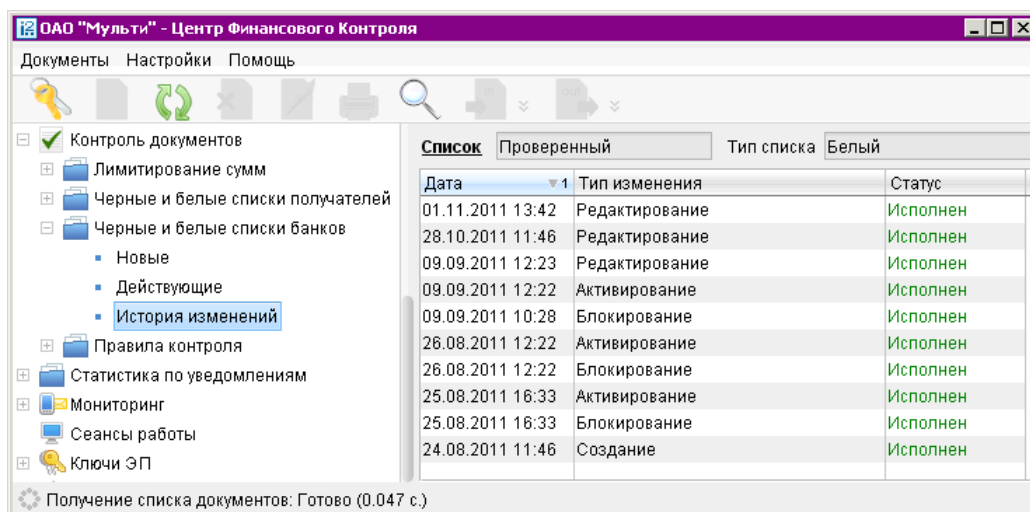 ОАО "Мульти" - Центр Финансового Контроля
Документы Настройки Помощь
in out
Контроль документов
Лимитирование сумм
Черные и белые списки получателей
Черные и белые списки банков
Новые
Действующие
История изменений
Правила контроля
Статистика по уведомлениям
Мониторинг
Сеансы работы
Ключи ЭП
Список Проверенный Тип списка Белый
Дата 1 Тип изменения Статус
01.11.2011 13:42 Редактирование Исполнен
28.10.2011 11:46 Редактирование Исполнен
09.09.2011 12:23 Редактирование Исполнен
09.09.2011 12:22 Активирование Исполнен
09.09.2011 10:28 Блокирование Исполнен
26.08.2011 12:22 Активирование Исполнен
26.08.2011 12:22 Блокирование Исполнен
25.08.2011 16:33 Активирование Исполнен
25.08.2011 16:33 Блокирование Исполнен
24.08.2011 11:46 Создание Исполнен
Получение списка документов: Готово (0.047 с.)